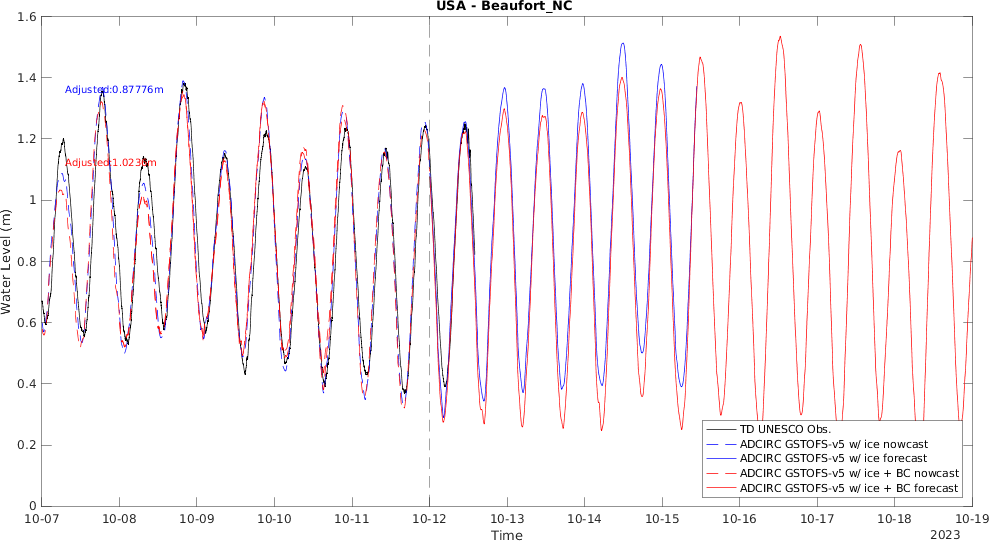 USA - Beaufort_NC
1.6
1.4
1.2
1
0.8
0.6
0.4
0.2
0
Water Level (m)
Adjusted:0.87776m
TD UNESCO Obs.
ADCIRC GSTOFS-v5 w/ ice nowcast
ADCIRC GSTOFS-v5 w/ ice forecast
ADCIRC GSTOFS-v5 w/ ice + BC nowcast
ADCIRC GSTOFS-v5 w/ ice + BC forecast
10-07 10-08 10-09 10-10 10-11 10-12 10-13 10-14 10-15 10-16 10-17 10-18 10-19
Time
2023